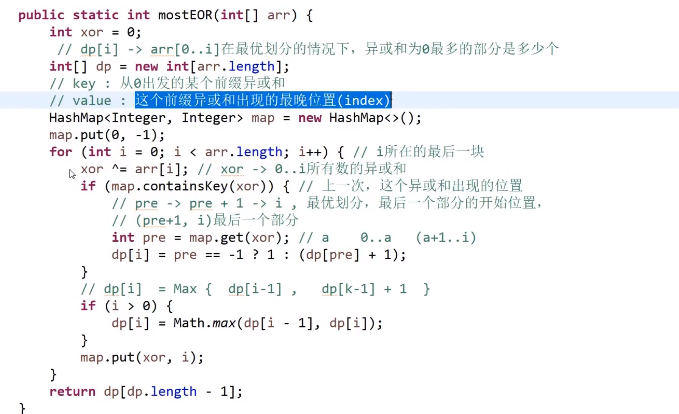 public static int mostEOR(int[] arr) {
int xor = 0;
// dp[i] -> arr[0..i]在最优划分的情况下，异或和为0最多的部分是多少个
int[] dp = new int[arr.length];
// key : 从0出发的某个前缀异或和
// value : 这个前缀异或和出现的最晚位置(index)
HashMap<Integer, Integer> map = new HashMap<>();
map.put(0, -1);
for (int i = 0; i < arr.length; i++) { // i所在的最后一块
xor ^= arr[i]; // xor -> 0..i所有数的异或和
if (map.containsKey(xor)) { // 上一次，这个异或和出现的位置
// pre -> pre + 1 -> i , 最优划分，最后一个部分的开始位置，
// (pre+1, i)最后一个部分
int pre = map.get(xor); // a 0..a (a+1..i)
dp[i] = pre == -1 ? 1 : (dp[pre] + 1);
}
// dp[i] = Max { dp[i-1] , dp[k-1] + 1 }
if (i > 0) {
dp[i] = Math.max(dp[i - 1], dp[i]);
}
map.put(xor, i);
}
return dp[dp.length - 1];
}